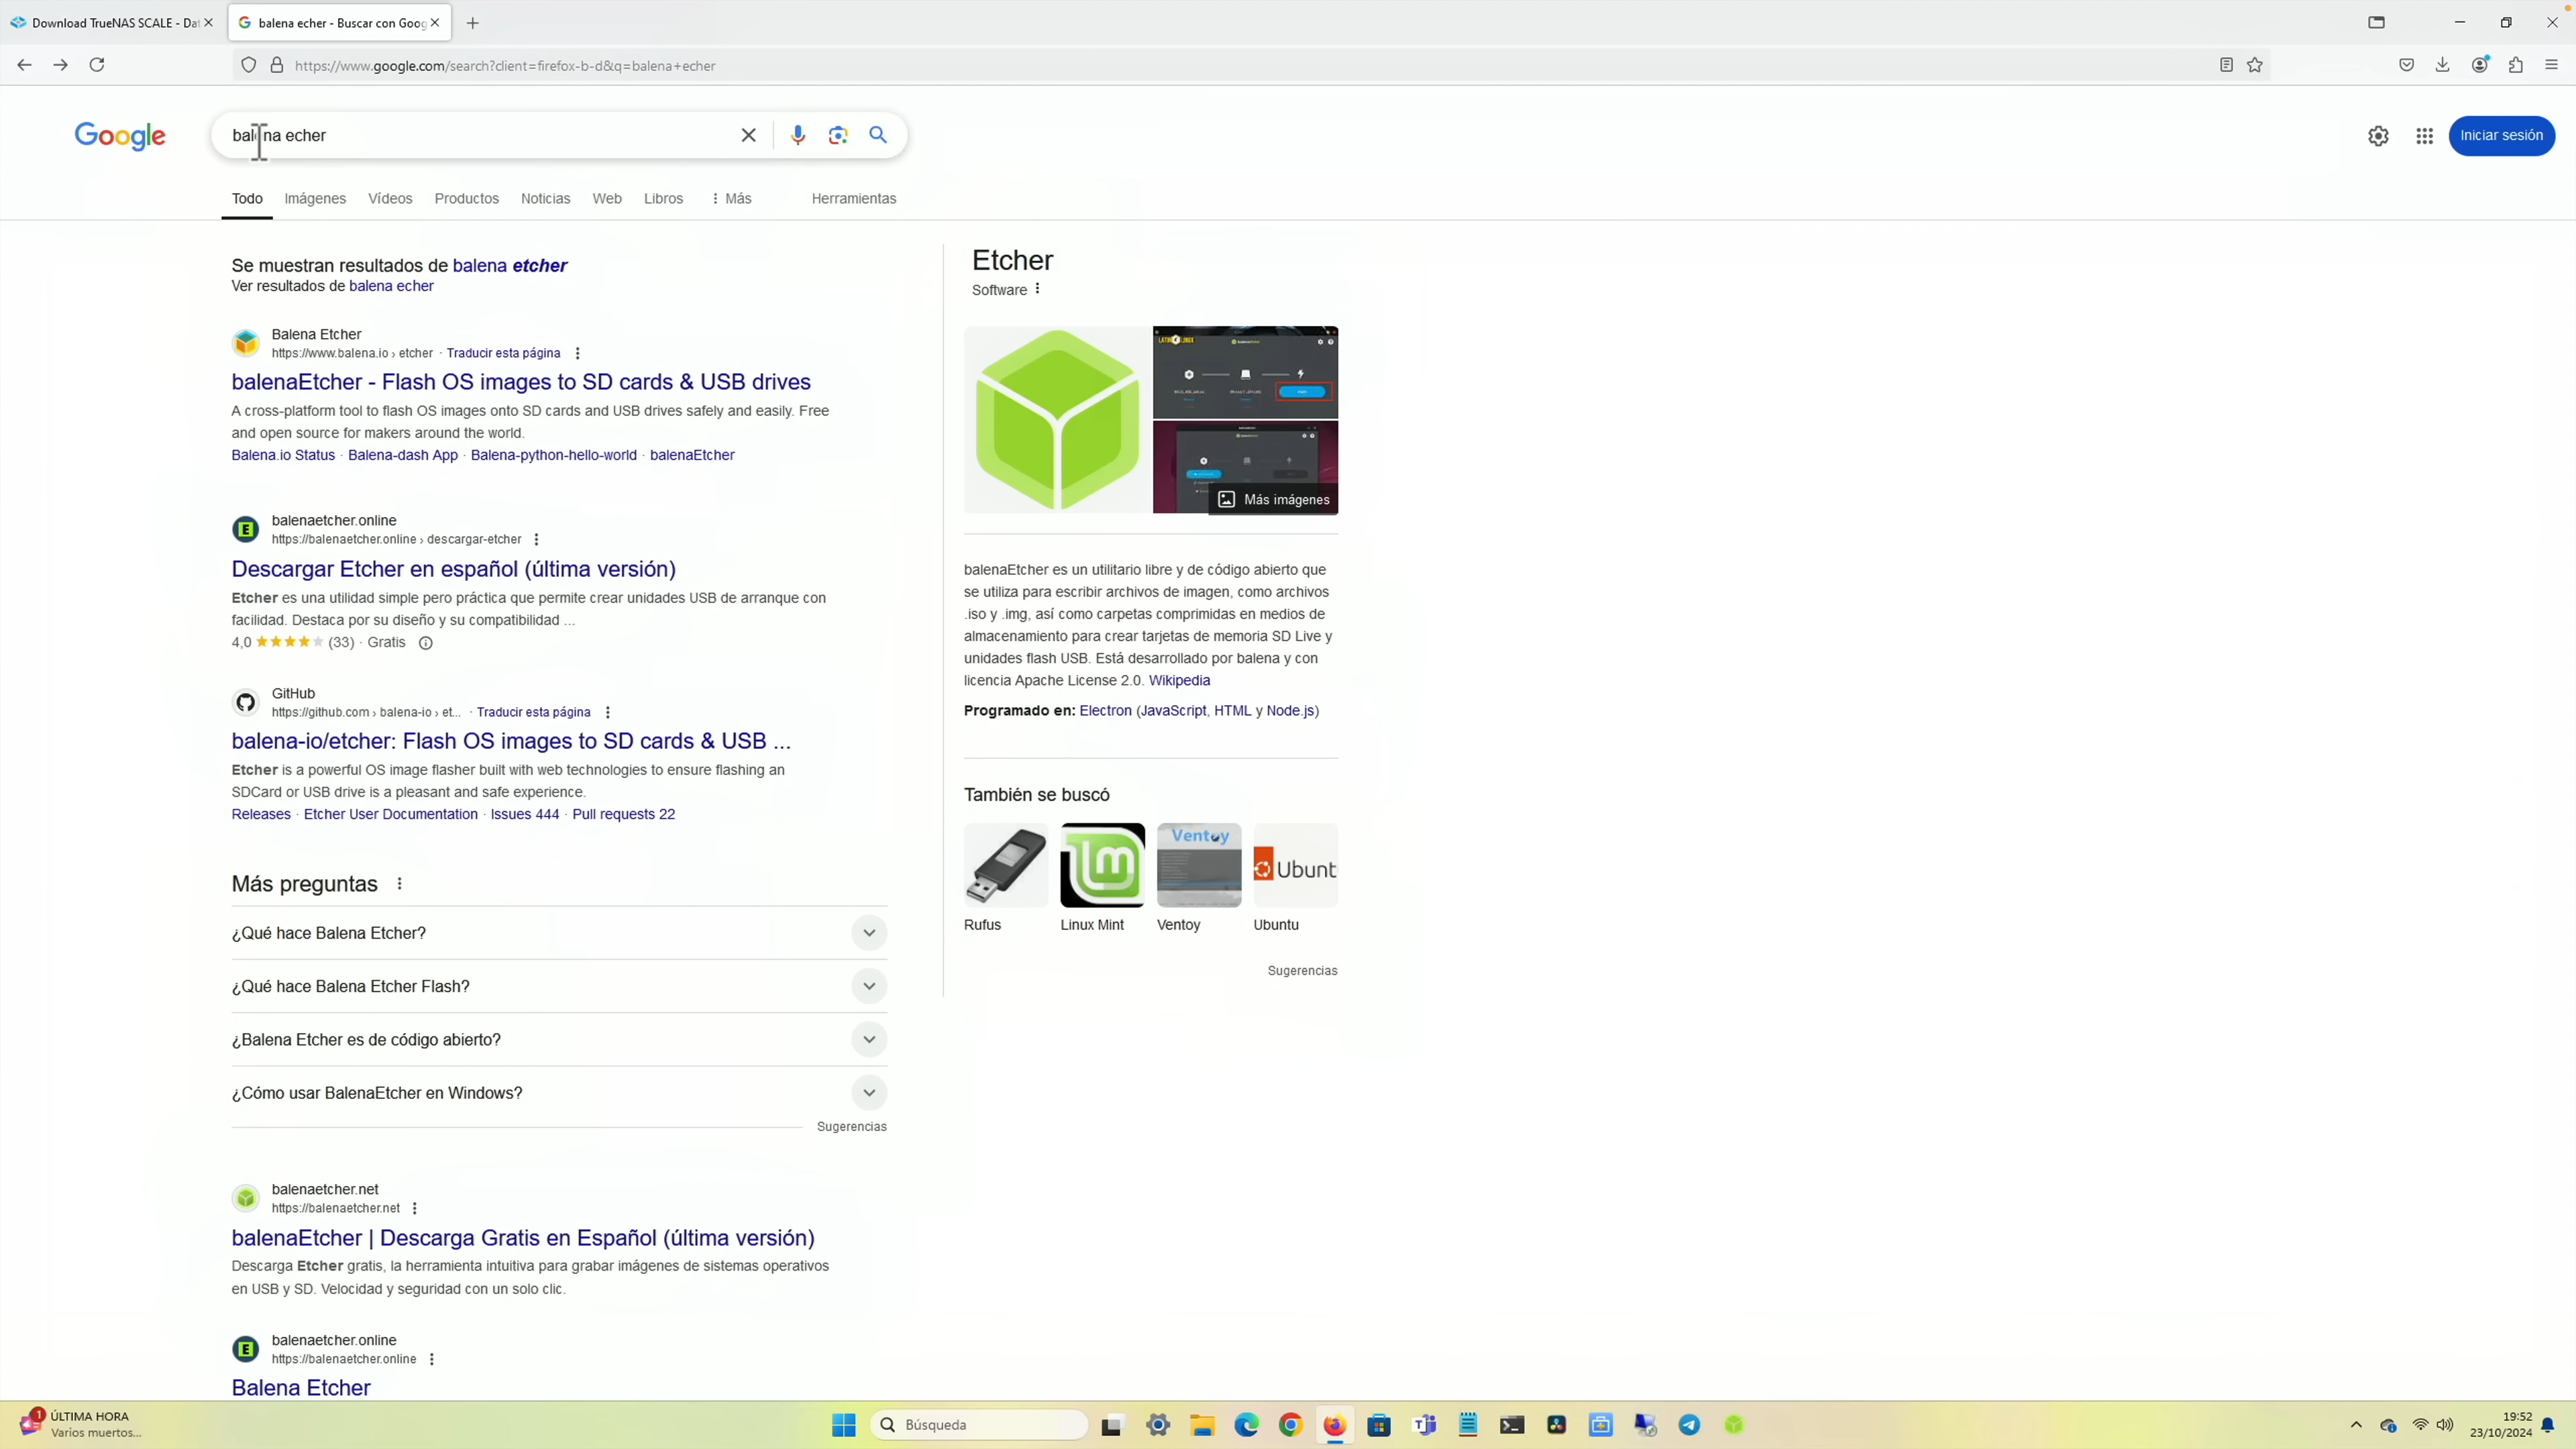 Download TrueNAS SCALE - Dat
balena echer - Buscar con Goog
https://www.google.com/search?client=firefox-b-d&q=balena+echer
Google
balena echer
Iniciar sesión
Todo Imágenes Vídeos Productos Noticias Web Libros Más Herramientas
Se muestran resultados de balena etcher
Ver resultados de balena echer
Balena Etcher
https://www.balena.io › etcher · Traducir esta página
balenaEtcher - Flash OS images to SD cards & USB drives
A cross-platform tool to flash OS images onto SD cards and USB drives safely and easily. Free
and open source for makers around the world.
Balena.io Status · Balena-dash App · Balena-python-hello-world · balenaEtcher
balenaetcher.online
https://balenaetcher.online › descargar-etcher
Descargar Etcher en español (última versión)
Etcher es una utilidad simple pero práctica que permite crear unidades USB de arranque con
facilidad. Destaca por su diseño y su compatibilidad ...
4,0 (33) · Gratis
GitHub
https://github.com › balena-io › et... · Traducir esta página
balena-io/etcher: Flash OS images to SD cards & USB ...
Etcher is a powerful OS image flasher built with web technologies to ensure flashing an
SDCard or USB drive is a pleasant and safe experience.
Releases · Etcher User Documentation · Issues 444 · Pull requests 22
Más preguntas
¿Qué hace Balena Etcher?
¿Qué hace Balena Etcher Flash?
¿Balena Etcher es de código abierto?
¿Cómo usar BalenaEtcher en Windows?
Sugerencias
balenaetcher.net
https://balenaetcher.net
balenaEtcher | Descarga Gratis en Español (última versión)
Descarga Etcher gratis, la herramienta intuitiva para grabar imágenes de sistemas operativos
en USB y SD. Velocidad y seguridad con un solo clic.
balenaetcher.online
https://balenaetcher.online
Balena Etcher
Etcher
Software
Más imágenes
balenaEtcher es un utilitario libre y de código abierto que
se utiliza para escribir archivos de imagen, como archivos
.iso y .img, así como carpetas comprimidas en medios de
almacenamiento para crear tarjetas de memoria SD Live y
unidades flash USB. Está desarrollado por balena y con
licencia Apache License 2.0. Wikipedia
Programado en: Electron (JavaScript, HTML y Node.js)
También se buscó
Ventoy
Ubunt
Rufus Linux Mint Ventoy Ubuntu
Sugerencias
1
ÚLTIMA HORA
Varios muertos...
Búsqueda
19:52
23/10/2024